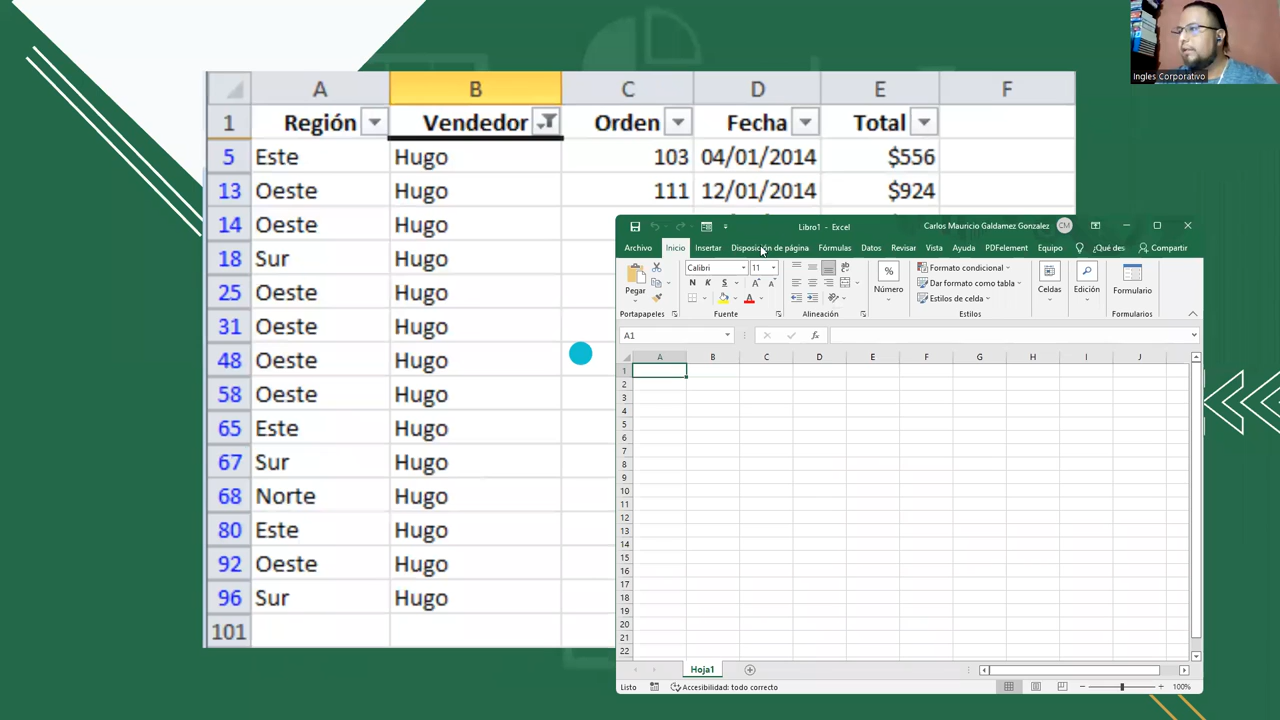 Ingles Corporativo
A B C D E F
1 Región Vendedor Orden Fecha Total
5 Este Hugo 103 04/01/2014 $556
13 Oeste Hugo 111 12/01/2014 $924
14 Oeste Hugo
18 Sur Hugo
25 Oeste Hugo
31 Oeste Hugo
48 Oeste Hugo
58 Oeste Hugo
65 Este Hugo
67 Sur Hugo
68 Norte Hugo
80 Este Hugo
92 Oeste Hugo
96 Sur Hugo
101
Libro1 - Excel Carlos Mauricio Galdamez Gonzalez CM
Archivo Inicio Insertar Disposición de página Fórmulas Datos Revisar Vista Ayuda PDFelement Equipo ¿Qué des Compartir
Calibri 11
Pegar
N K S
A A
ab
%
Número
Formato condicional
Dar formato como tabla
Estilos de celda
Celdas
Edición
Formulario
Portapapeles Fuente Alineación Estilos Formularios
A1 fx
A B C D E F G H I J
1
2
3
4
5
6
7
8
9
10
11
12
13
14
15
16
17
18
19
20
21
22
Hoja1
Listo Accesibilidad: todo correcto 100%